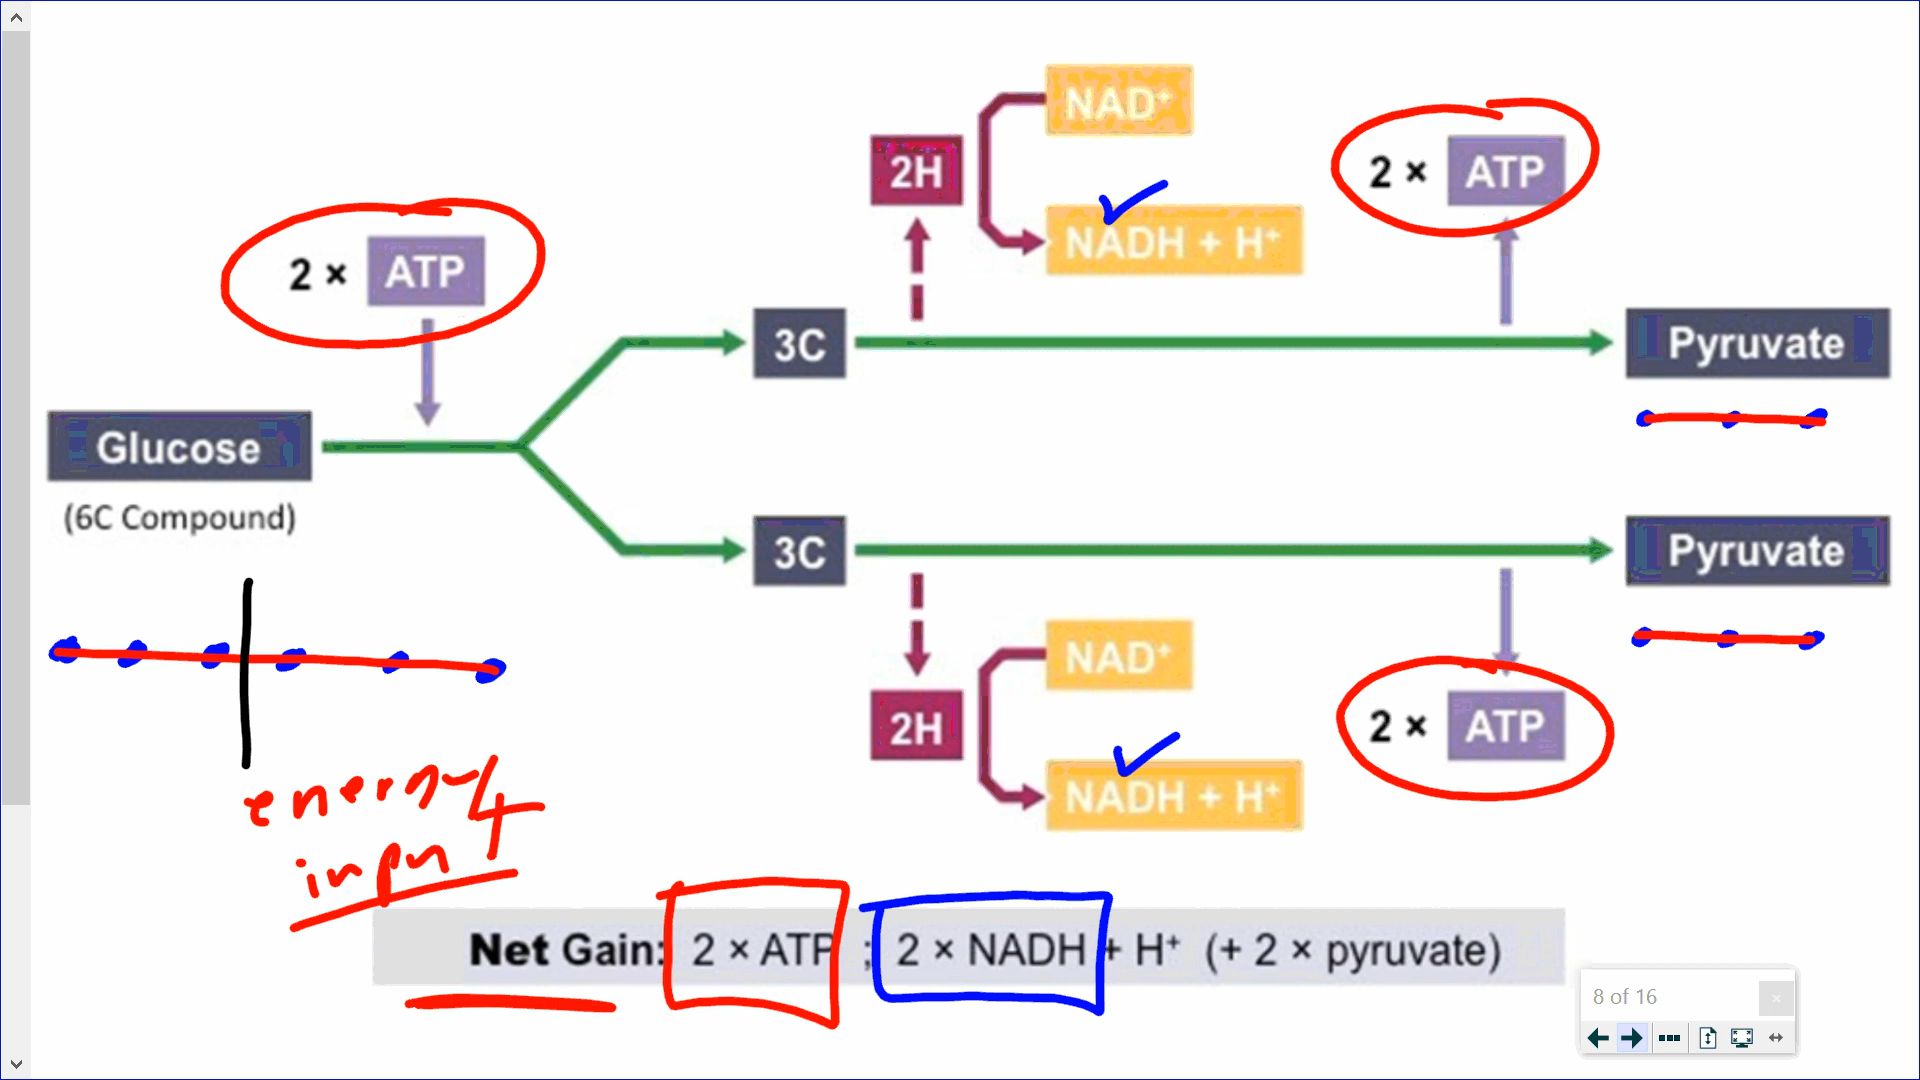 NAD⁺
2H
2 × ATP
NADH + H⁺
2 × ATP
3C
Pyruvate
Glucose
(6C Compound)
3C
Pyruvate
NAD⁺
2H
2 × ATP
NADH + H⁺
energy
input
Net Gain: 2 × ATP ; 2 × NADH + H⁺ (+ 2 × pyruvate)
8 of 16